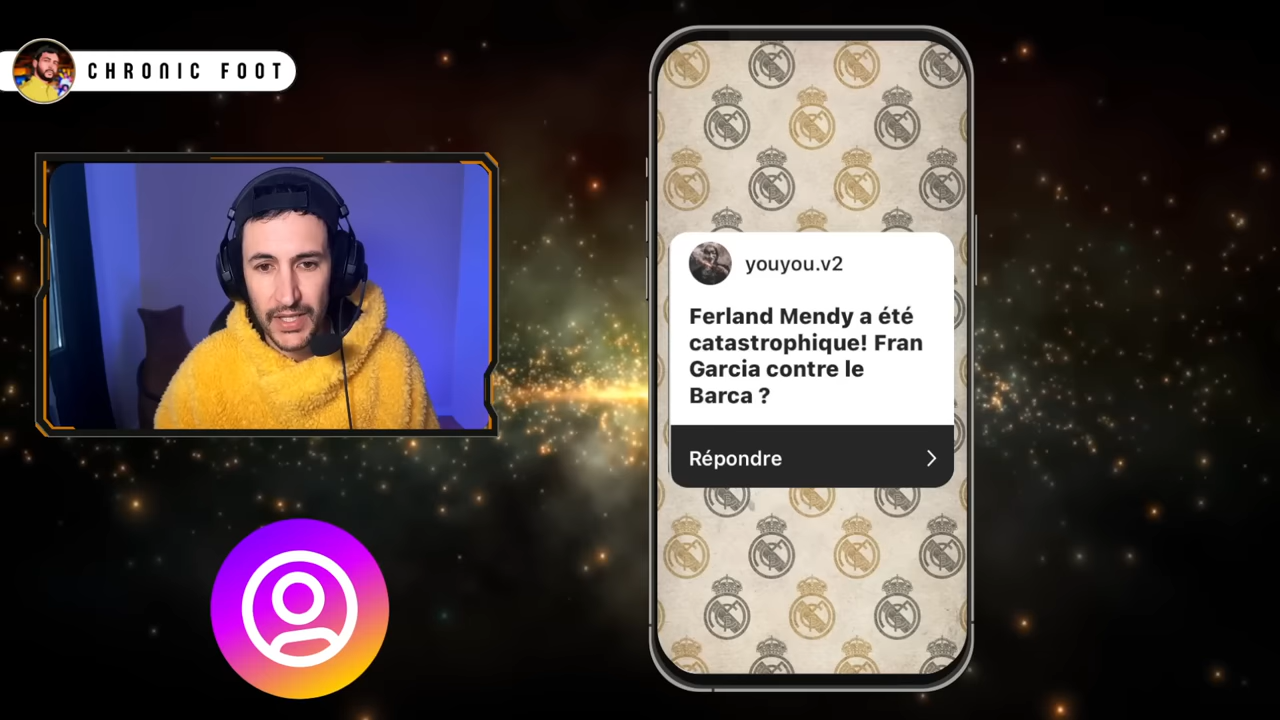 CHRONIC FOOT
youyou.v2
Ferland Mendy a été
catastrophique! Fran
Garcia contre le
Barca ?
Répondre